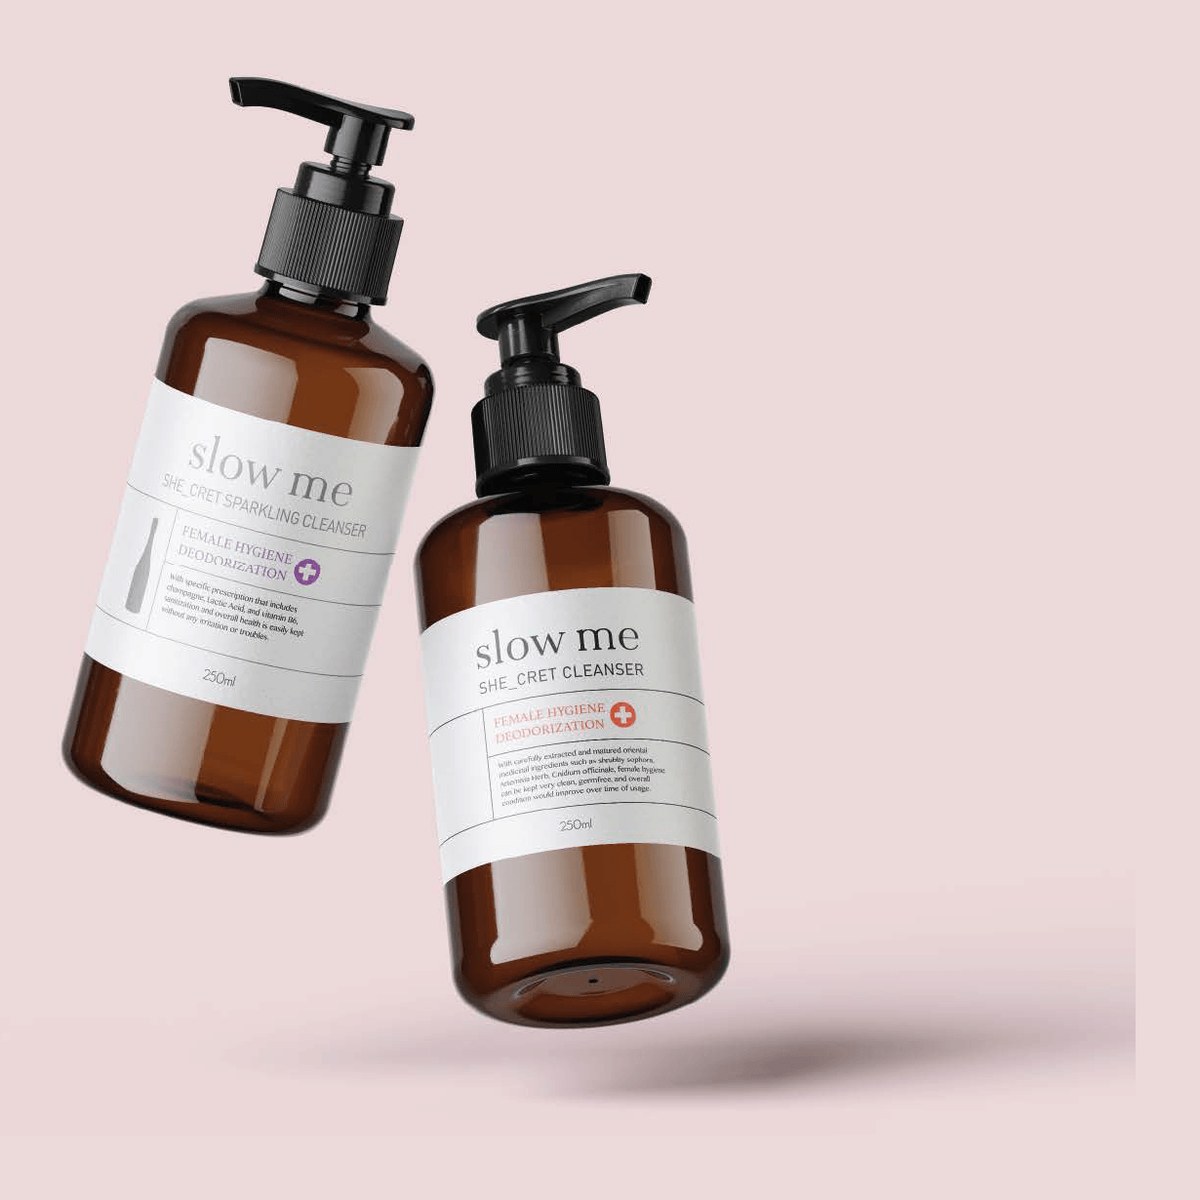 slow me
SHE_CRET SPARKLING CLEANSER
FEMALE HYGIENE
DEODORIZATION
With specific prescription that includes
champagne, Lactic Acid, and vitamin B6,
sanitization and overall health is easily kept
without any irritation or troubles.
250ml
slow me
SHE_CRET CLEANSER
FEMALE HYGIENE
DEODORIZATION
With carefully extracted and matured oriental
medicinal ingredients such as shrubby sophora,
Artemisia Herb, Cnidium officinale, female hygiene
can be kept very clean, germfree, and overall
condition would improve over time of usage.
250ml